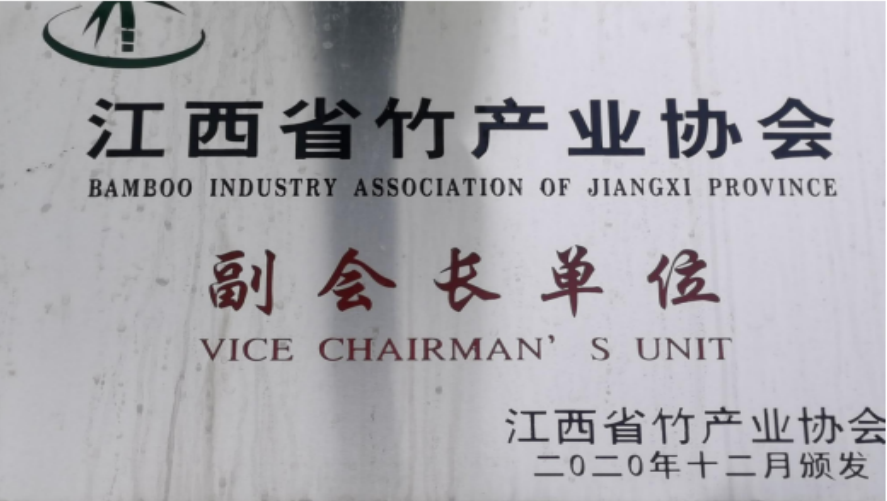 江西省竹产业协会
BAMBOO INDUSTRY ASSOCIATION OF JIANGXI PROVINCE
副会长单位
VICE CHAIRMAN'S UNIT
江西省竹产业协会
二〇二〇年十二月颁发